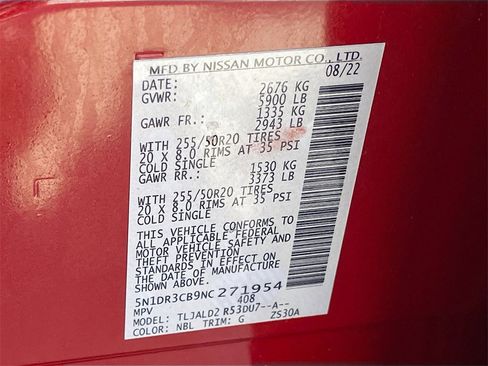 MFD BY NISSAN MOTOR CO., LTD.
DATE: 08/22
GVWR: 2676 KG
5900 LB
GAWR FR.: 1335 KG
2943 LB
WITH 255/50R20 TIRES
20 X 8.0 RIMS AT 35 PSI
COLD SINGLE
GAWR RR.: 1530 KG
3373 LB
WITH 255/50R20 TIRES
20 X 8.0 RIMS AT 35 PSI
COLD SINGLE
THIS VEHICLE CONFORMS TO
ALL APPLICABLE FEDERAL
MOTOR VEHICLE SAFETY AND
THEFT PREVENTION
STANDARDS IN EFFECT ON
THE DATE OF MANUFACTURE
SHOWN ABOVE.
5N1DR3CB9NC271954
MPV 408
MODEL: TLJALD2 R53DU7--A--
COLOR: NBL TRIM: G ZS30A